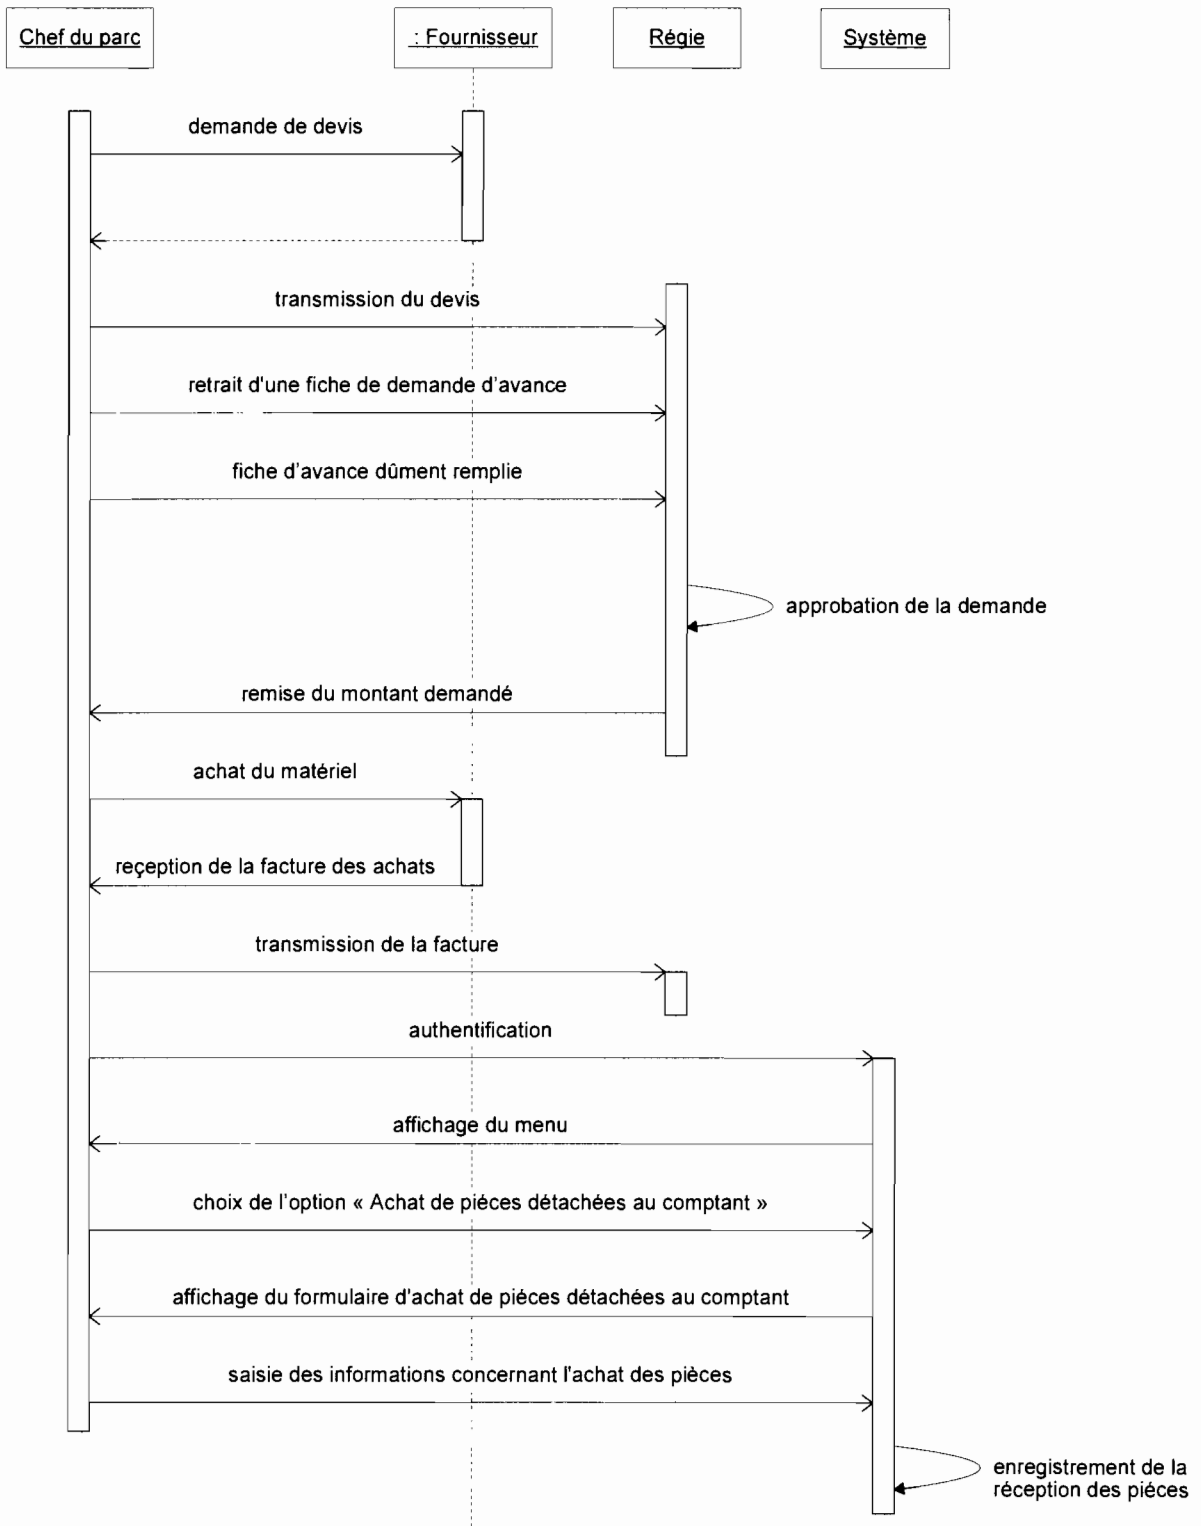 Chef du parc
: Fournisseur
Régie
Système
demande de devis
transmission du devis
retrait d'une fiche de demande d'avance
fiche d'avance dûment remplie
approbation de la demande
remise du montant demandé
achat du matériel
reçeption de la facture des achats
transmission de la facture
authentification
affichage du menu
choix de l'option « Achat de piéces détachées au comptant »
affichage du formulaire d'achat de piéces détachées au comptant
saisie des informations concernant l'achat des pièces
enregistrement de la
réception des piéces